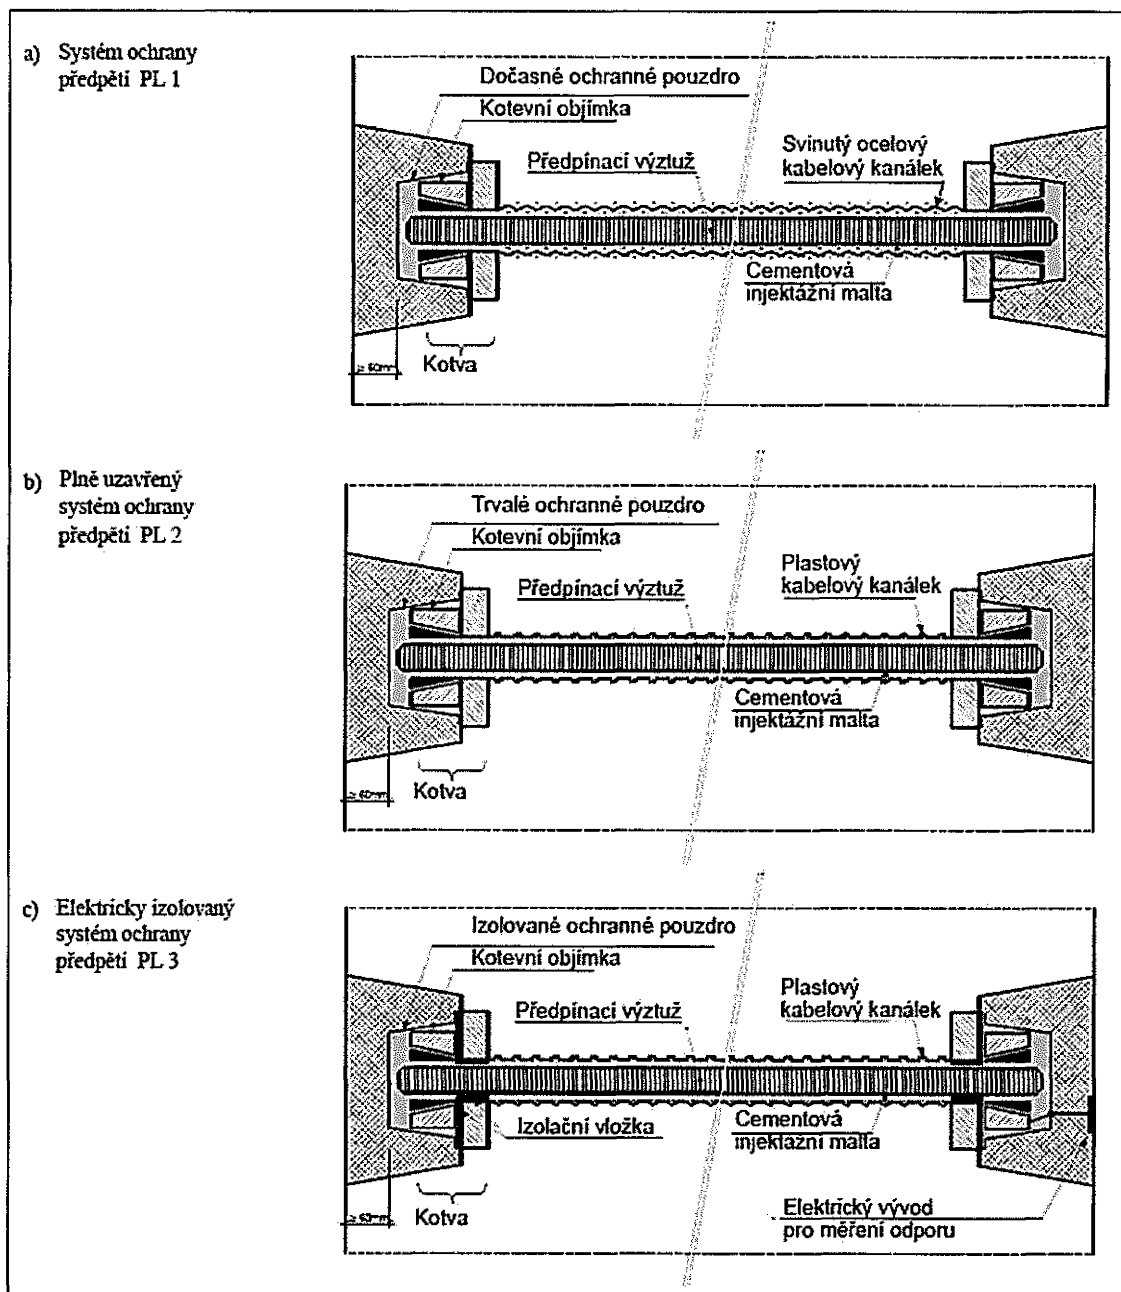 a) Systém ochrany
předpětí PL 1
Dočasné ochranné pouzdro
Kotevní objímka
Předpínací výztuž
Svinutý ocelový
kabelový kanálek
Cementová
injektážní malta
Kotva
b) Plně uzavřený
systém ochrany
předpětí PL 2
Trvalé ochranné pouzdro
Kotevní objímka
Předpínací výztuž
Plastový
kabelový kanálek
Cementová
injektážní malta
Kotva
c) Elektricky izolovaný
systém ochrany
předpětí PL 3
Izolované ochranné pouzdro
Kotevní objímka
Předpínací výztuž
Plastový
kabelový kanálek
Izolační vložka
Cementová
injektážní malta
Kotva
Elektrický vývod
pro měření odporu